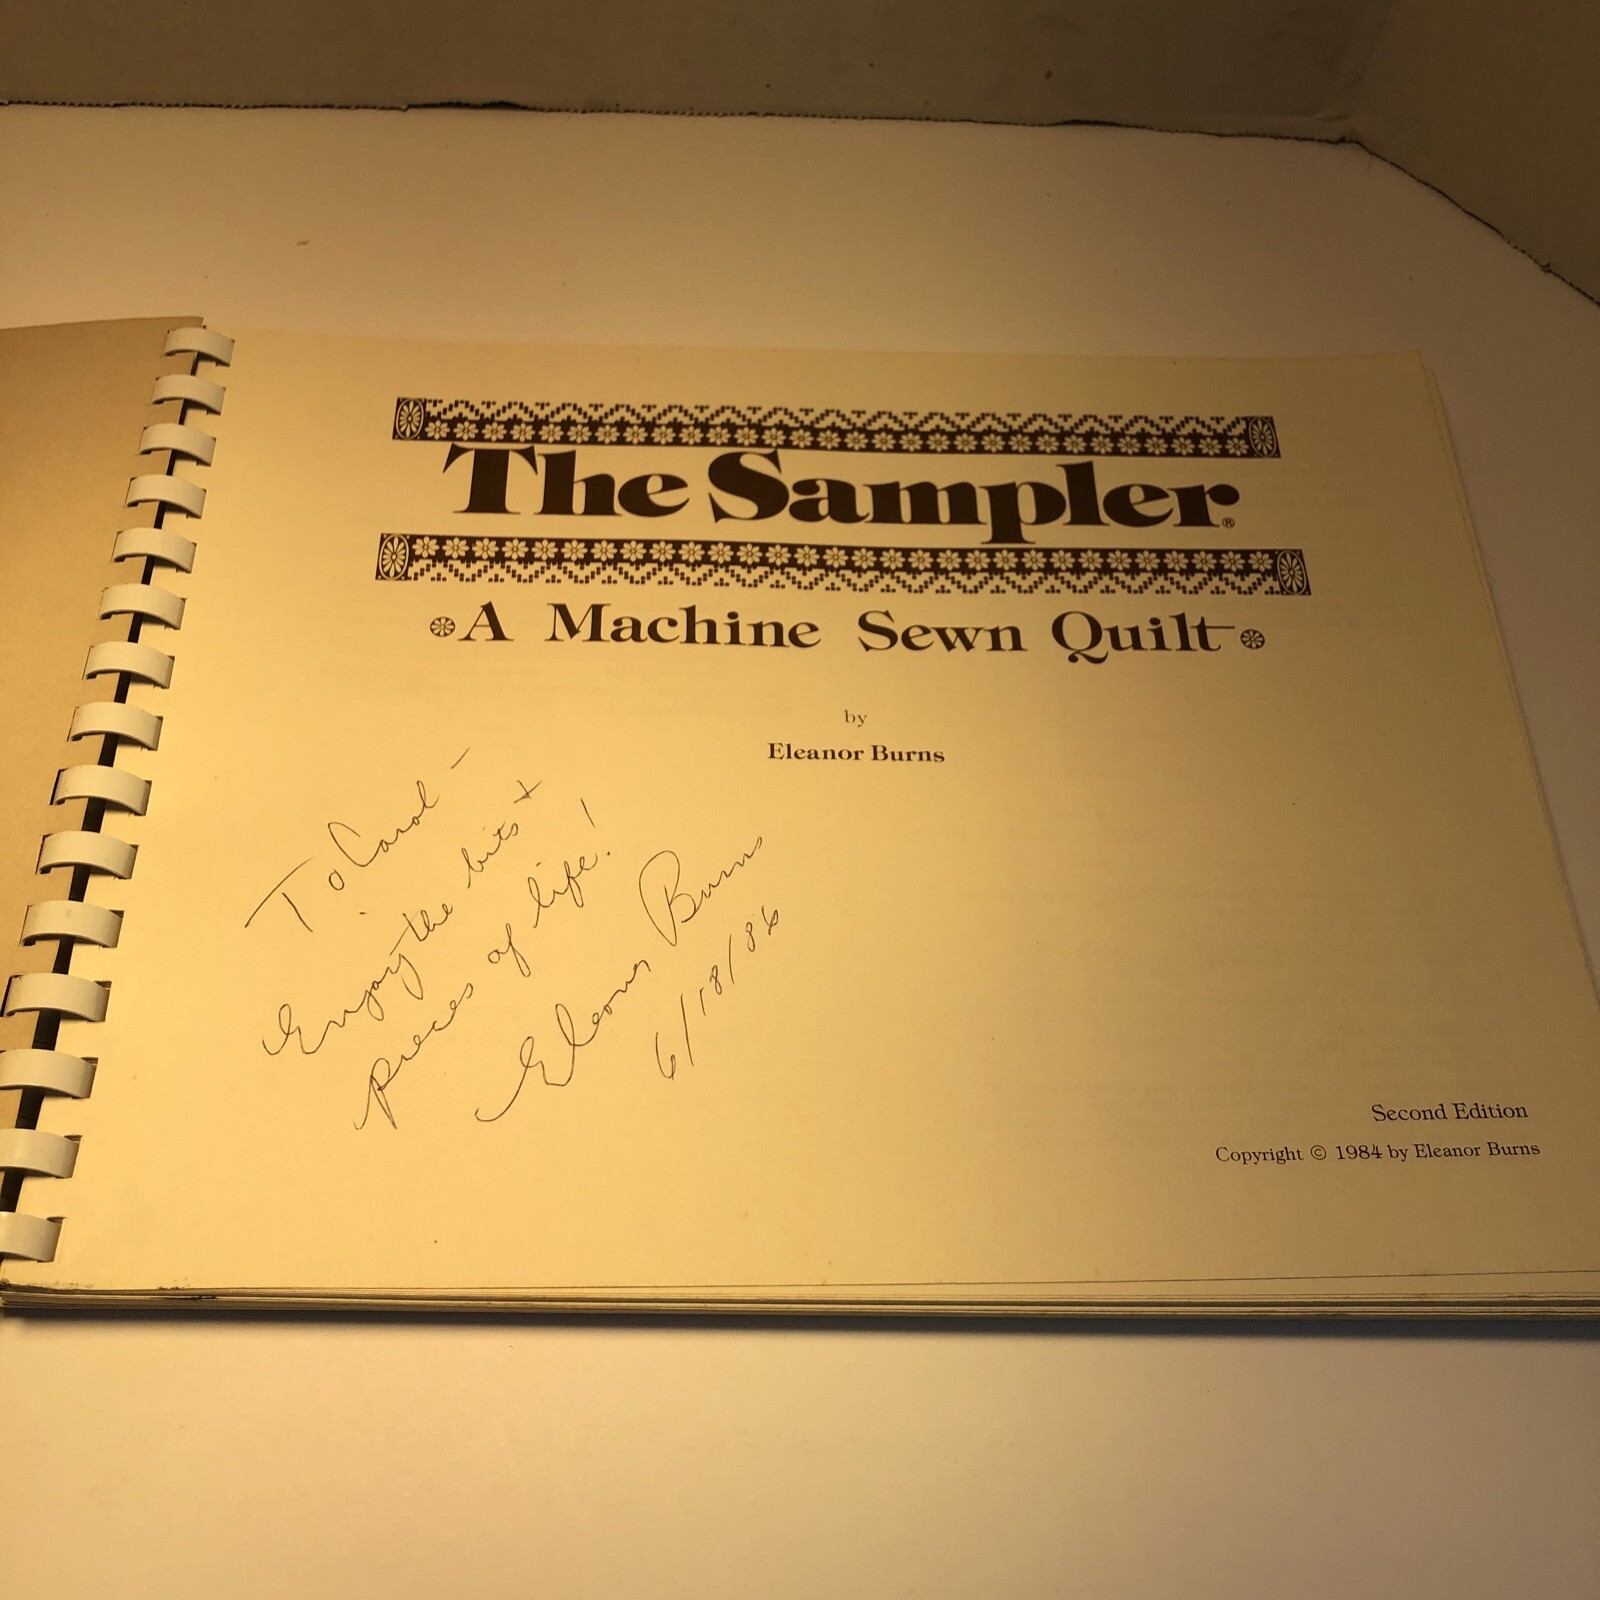 The Sampler®
A Machine Sewn Quilt
by
Eleanor Burns
To Carol –
Enjoy the bits +
pieces of life!
Eleanor Burns
6/18/86
Second Edition
Copyright © 1984 by Eleanor Burns